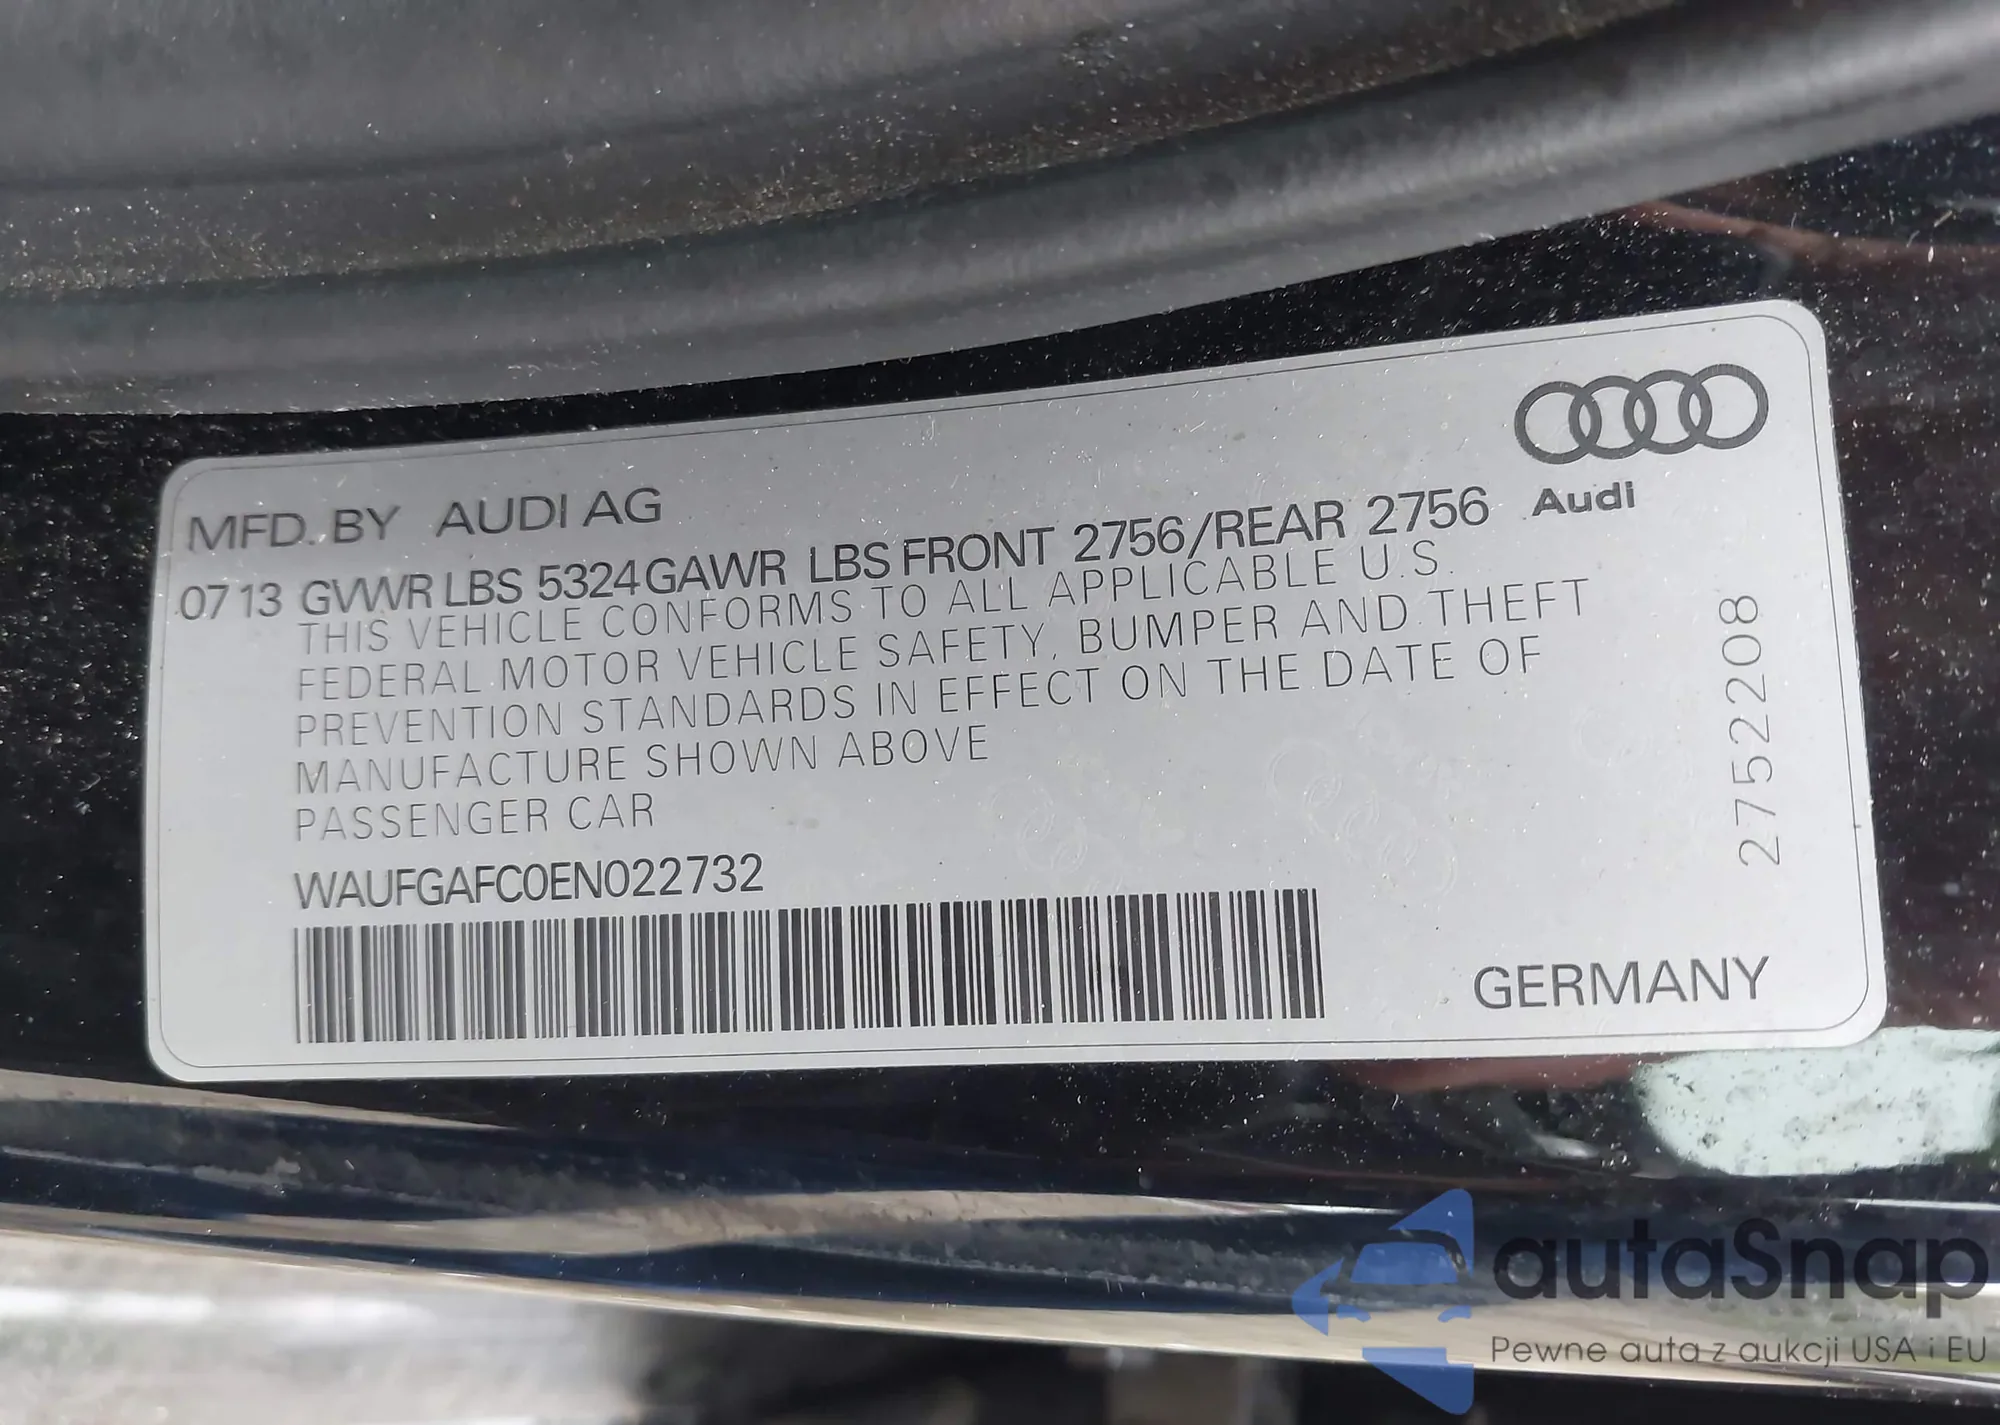 MFD. BY AUDI AG
Audi
0713 GVWR LBS 5324 GAWR LBS FRONT 2756/REAR 2756
THIS VEHICLE CONFORMS TO ALL APPLICABLE U.S.
FEDERAL MOTOR VEHICLE SAFETY, BUMPER AND THEFT
PREVENTION STANDARDS IN EFFECT ON THE DATE OF
MANUFACTURE SHOWN ABOVE
PASSENGER CAR
WAUFGAFC0EN022732
2752208
GERMANY
autaSnap
Pewne auta z aukcji USA i EU